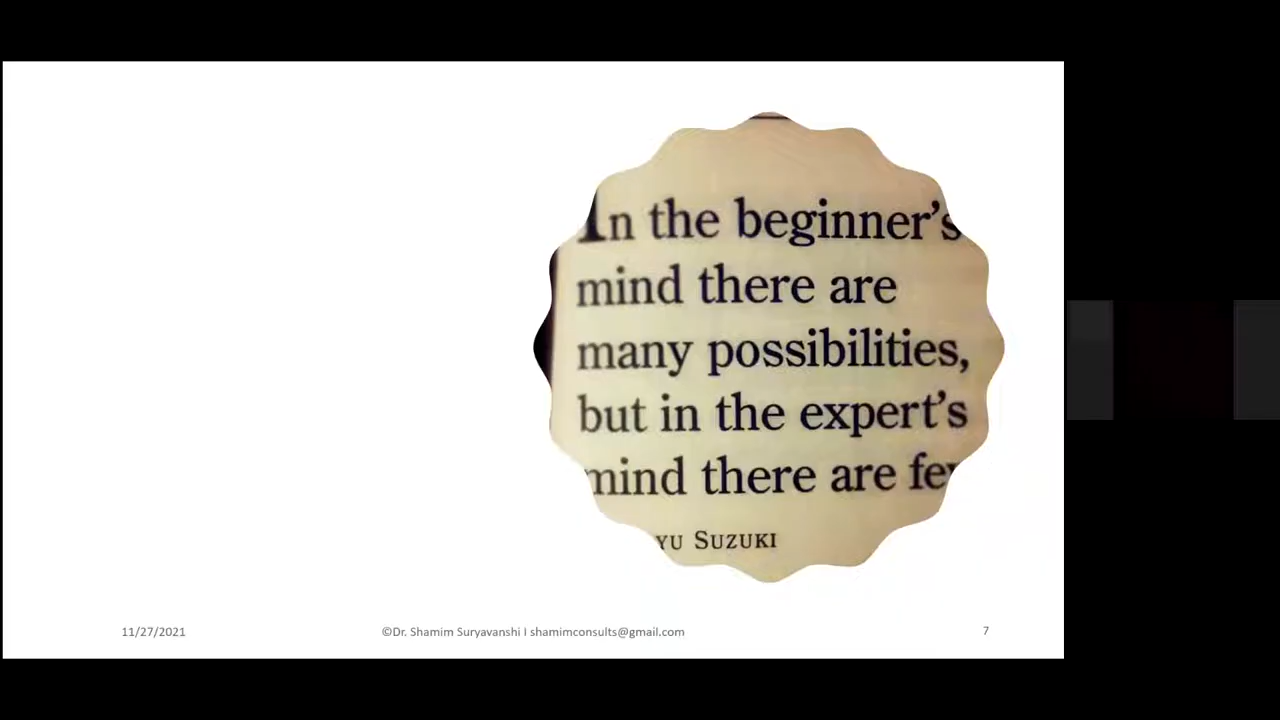 In the beginner's
mind there are
many possibilities,
but in the expert's
mind there are
Suzuki
11/27/2021
©Dr. Shamim Suryavanshi I shamimconsults@gmail.com
7